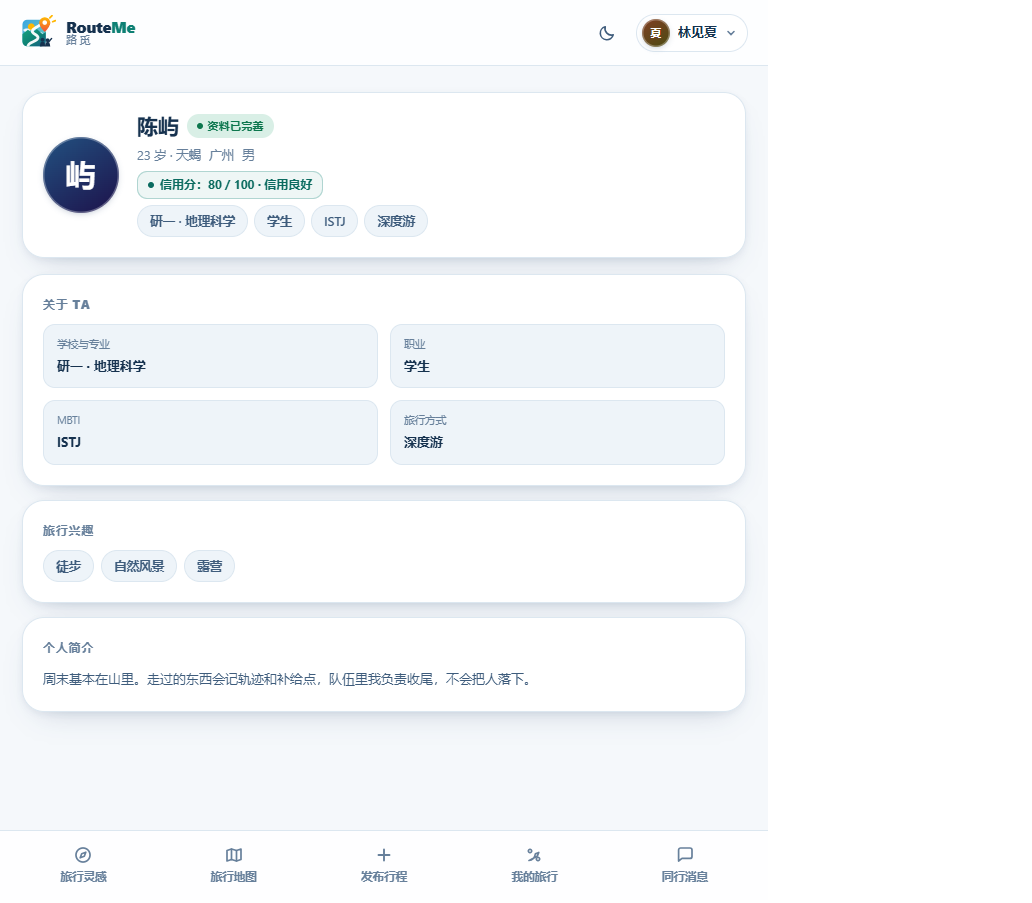 RouteMe
路觅
夏 林见夏
屿
陈屿
资料已完善
23 岁 · 天蝎 广州 男
信用分：80 / 100 · 信用良好
研一 · 地理科学 学生 ISTJ 深度游
关于 TA
学校与专业
研一 · 地理科学
职业
学生
MBTI
ISTJ
旅行方式
深度游
旅行兴趣
徒步 自然风景 露营
个人简介
周末基本在山里。走过的东西会记轨迹和补给点，队伍里我负责收尾，不会把人落下。
旅行灵感 旅行地图 发布行程 我的旅行 同行消息